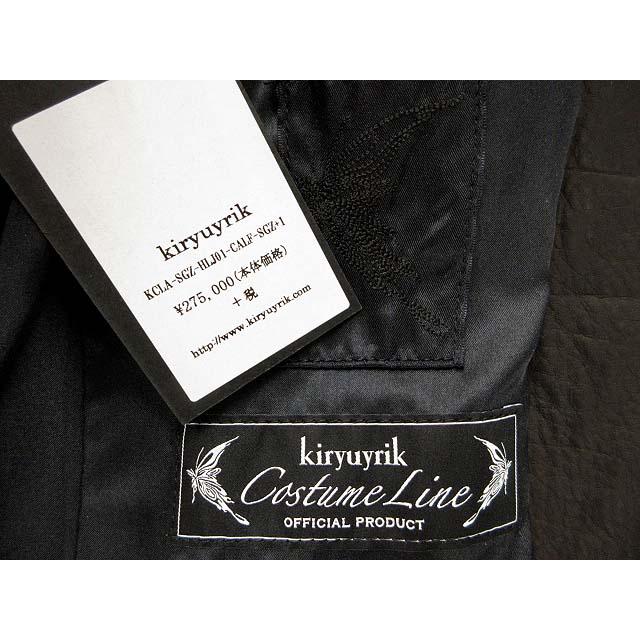 kiryuyrik
KCLA-SGZ-HLJ01-CALF-SGZ+1
¥275,000(本体価格)
+税
http://www.kiryuyrik.com
kiryuyrik
Costume Line
OFFICIAL PRODUCT